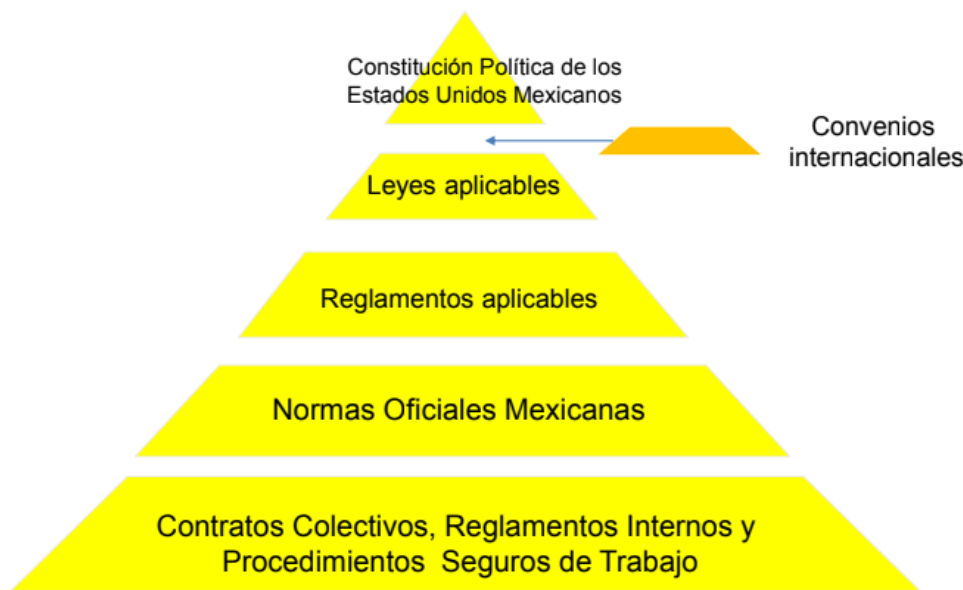 Constitución Política de los
Estados Unidos Mexicanos
Convenios
internacionales
Leyes aplicables
Reglamentos aplicables
Normas Oficiales Mexicanas
Contratos Colectivos, Reglamentos Internos y
Procedimientos Seguros de Trabajo